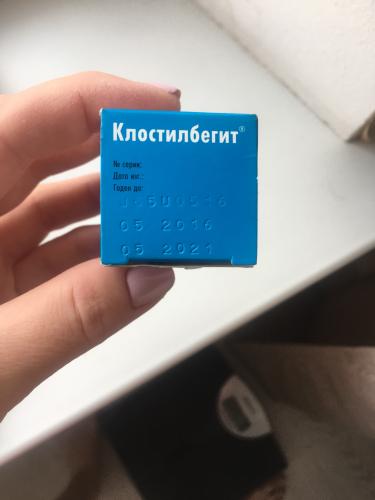 Клостилбегит®
№ серии:
Дата изг.:
Годен до:
05 2016
05 2021